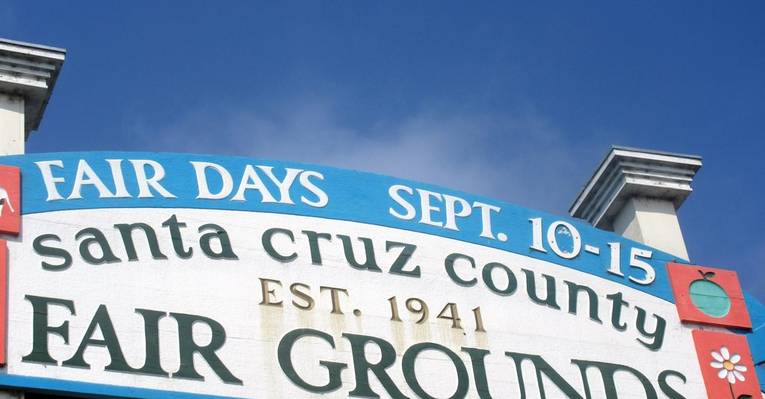 FAIR DAYS SEPT. 10-15
santa cruz county
EST. 1941
FAIR GROUNDS